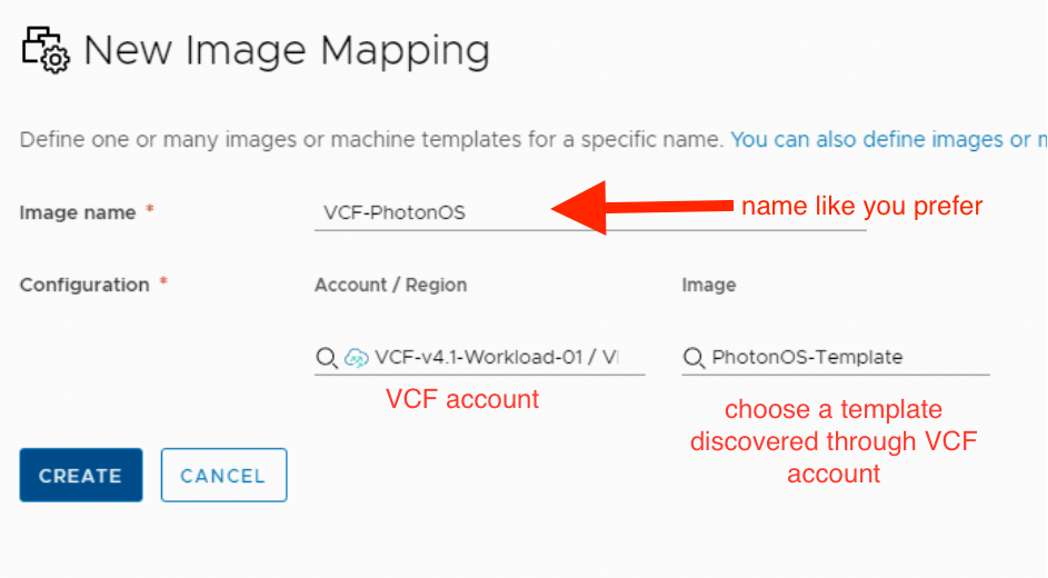 New Image Mapping
Define one or many images or machine templates for a specific name. You can also define images or
Image name * VCF-PhotonOS name like you prefer
Configuration * Account / Region Image
VCF-v4.1-Workload-01 / PhotonOS-Template
VCF account
choose a template
discovered through VCF
account
CREATE CANCEL